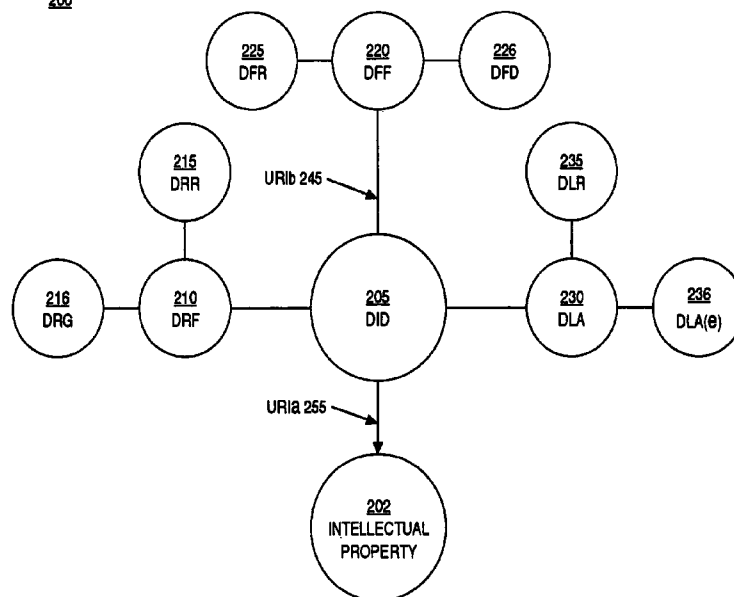 200
225
DFR
220
DFF
226
DFD
215
DRR
URIb 245
235
DLR
216
DRG
210
DRF
205
DID
230
DLA
236
DLA(e)
URIa 255
202
INTELLECTUAL
PROPERTY